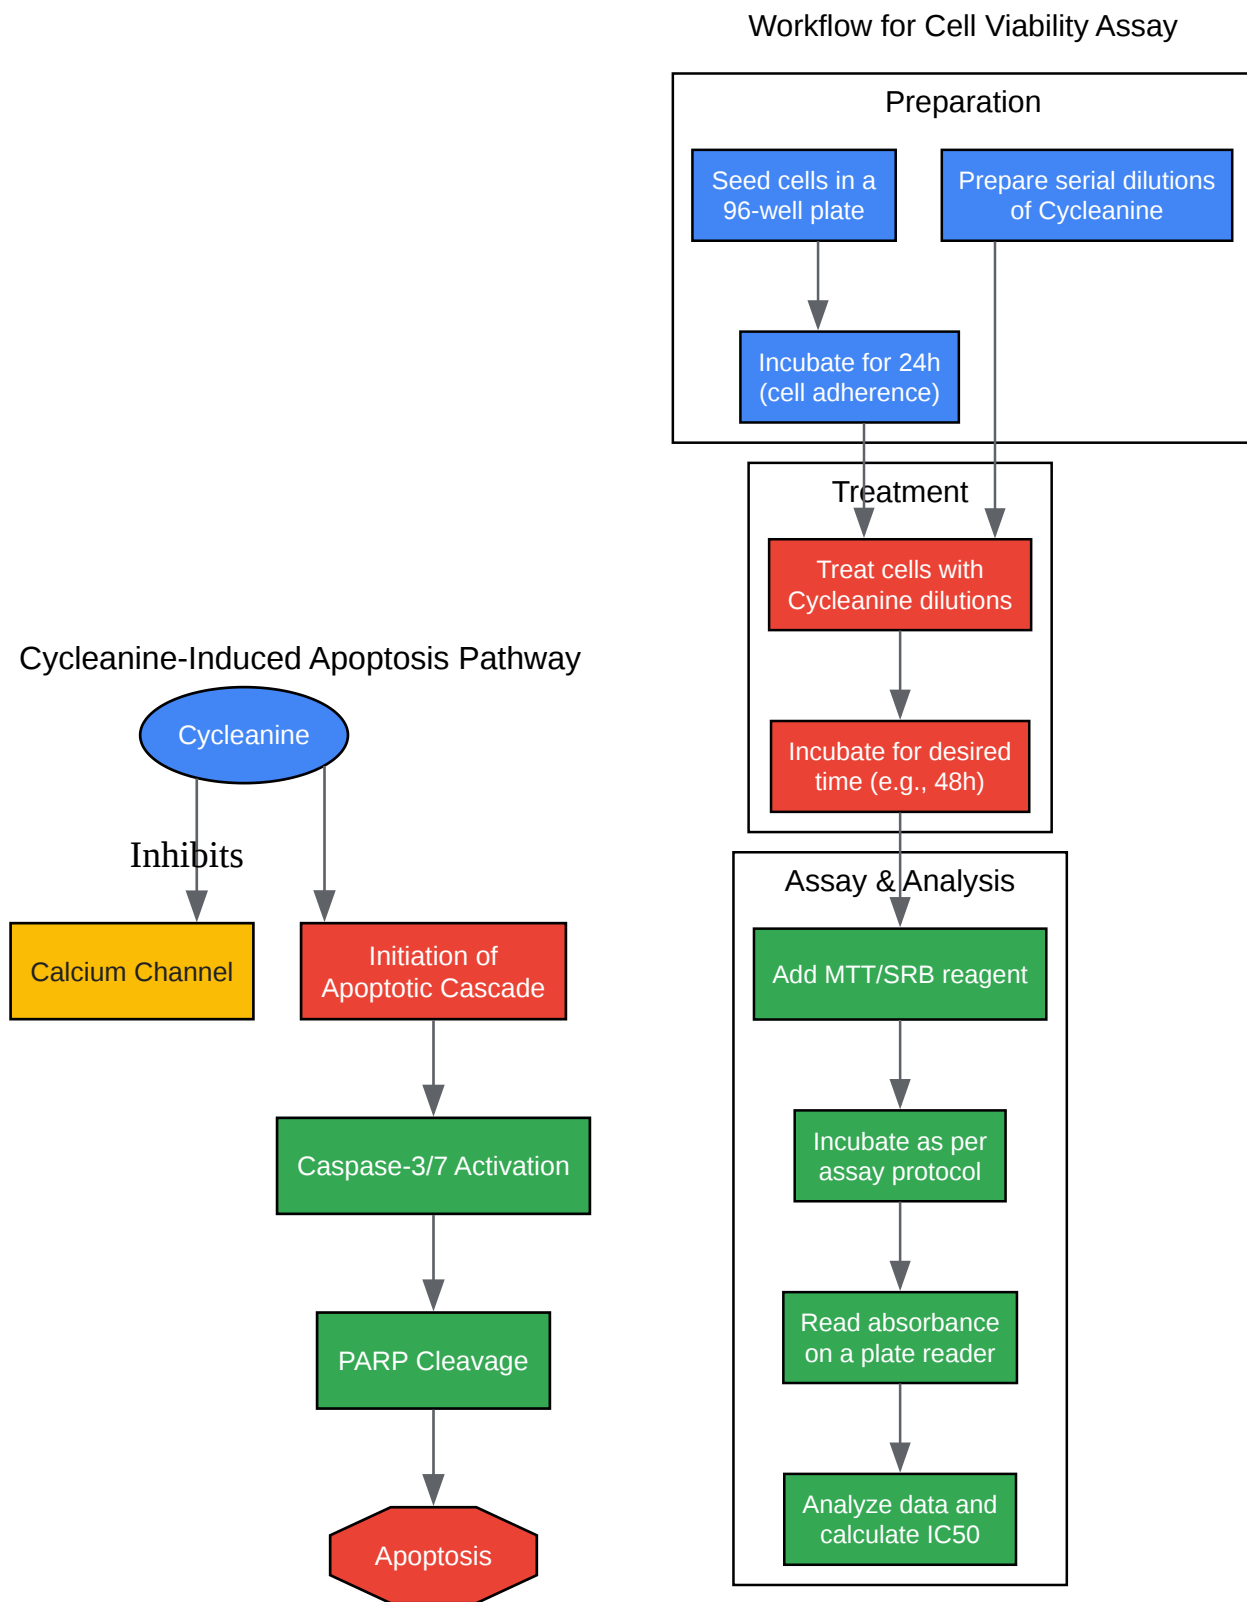 Workflow for Cell Viability Assay
Preparation
Seed cells in a
96-well plate
Prepare serial dilutions
of Cycleanine
Incubate for 24h
(cell adherence)
Treatment
Treat cells with
Cycleanine dilutions
Incubate for desired
time (e.g., 48h)
Assay & Analysis
Add MTT/SRB reagent
Incubate as per
assay protocol
Read absorbance
on a plate reader
Analyze data and
calculate IC50
Cycleanine-Induced Apoptosis Pathway
Cycleanine
Inhibits
Calcium Channel
Initiation of
Apoptotic Cascade
Caspase-3/7 Activation
PARP Cleavage
Apoptosis